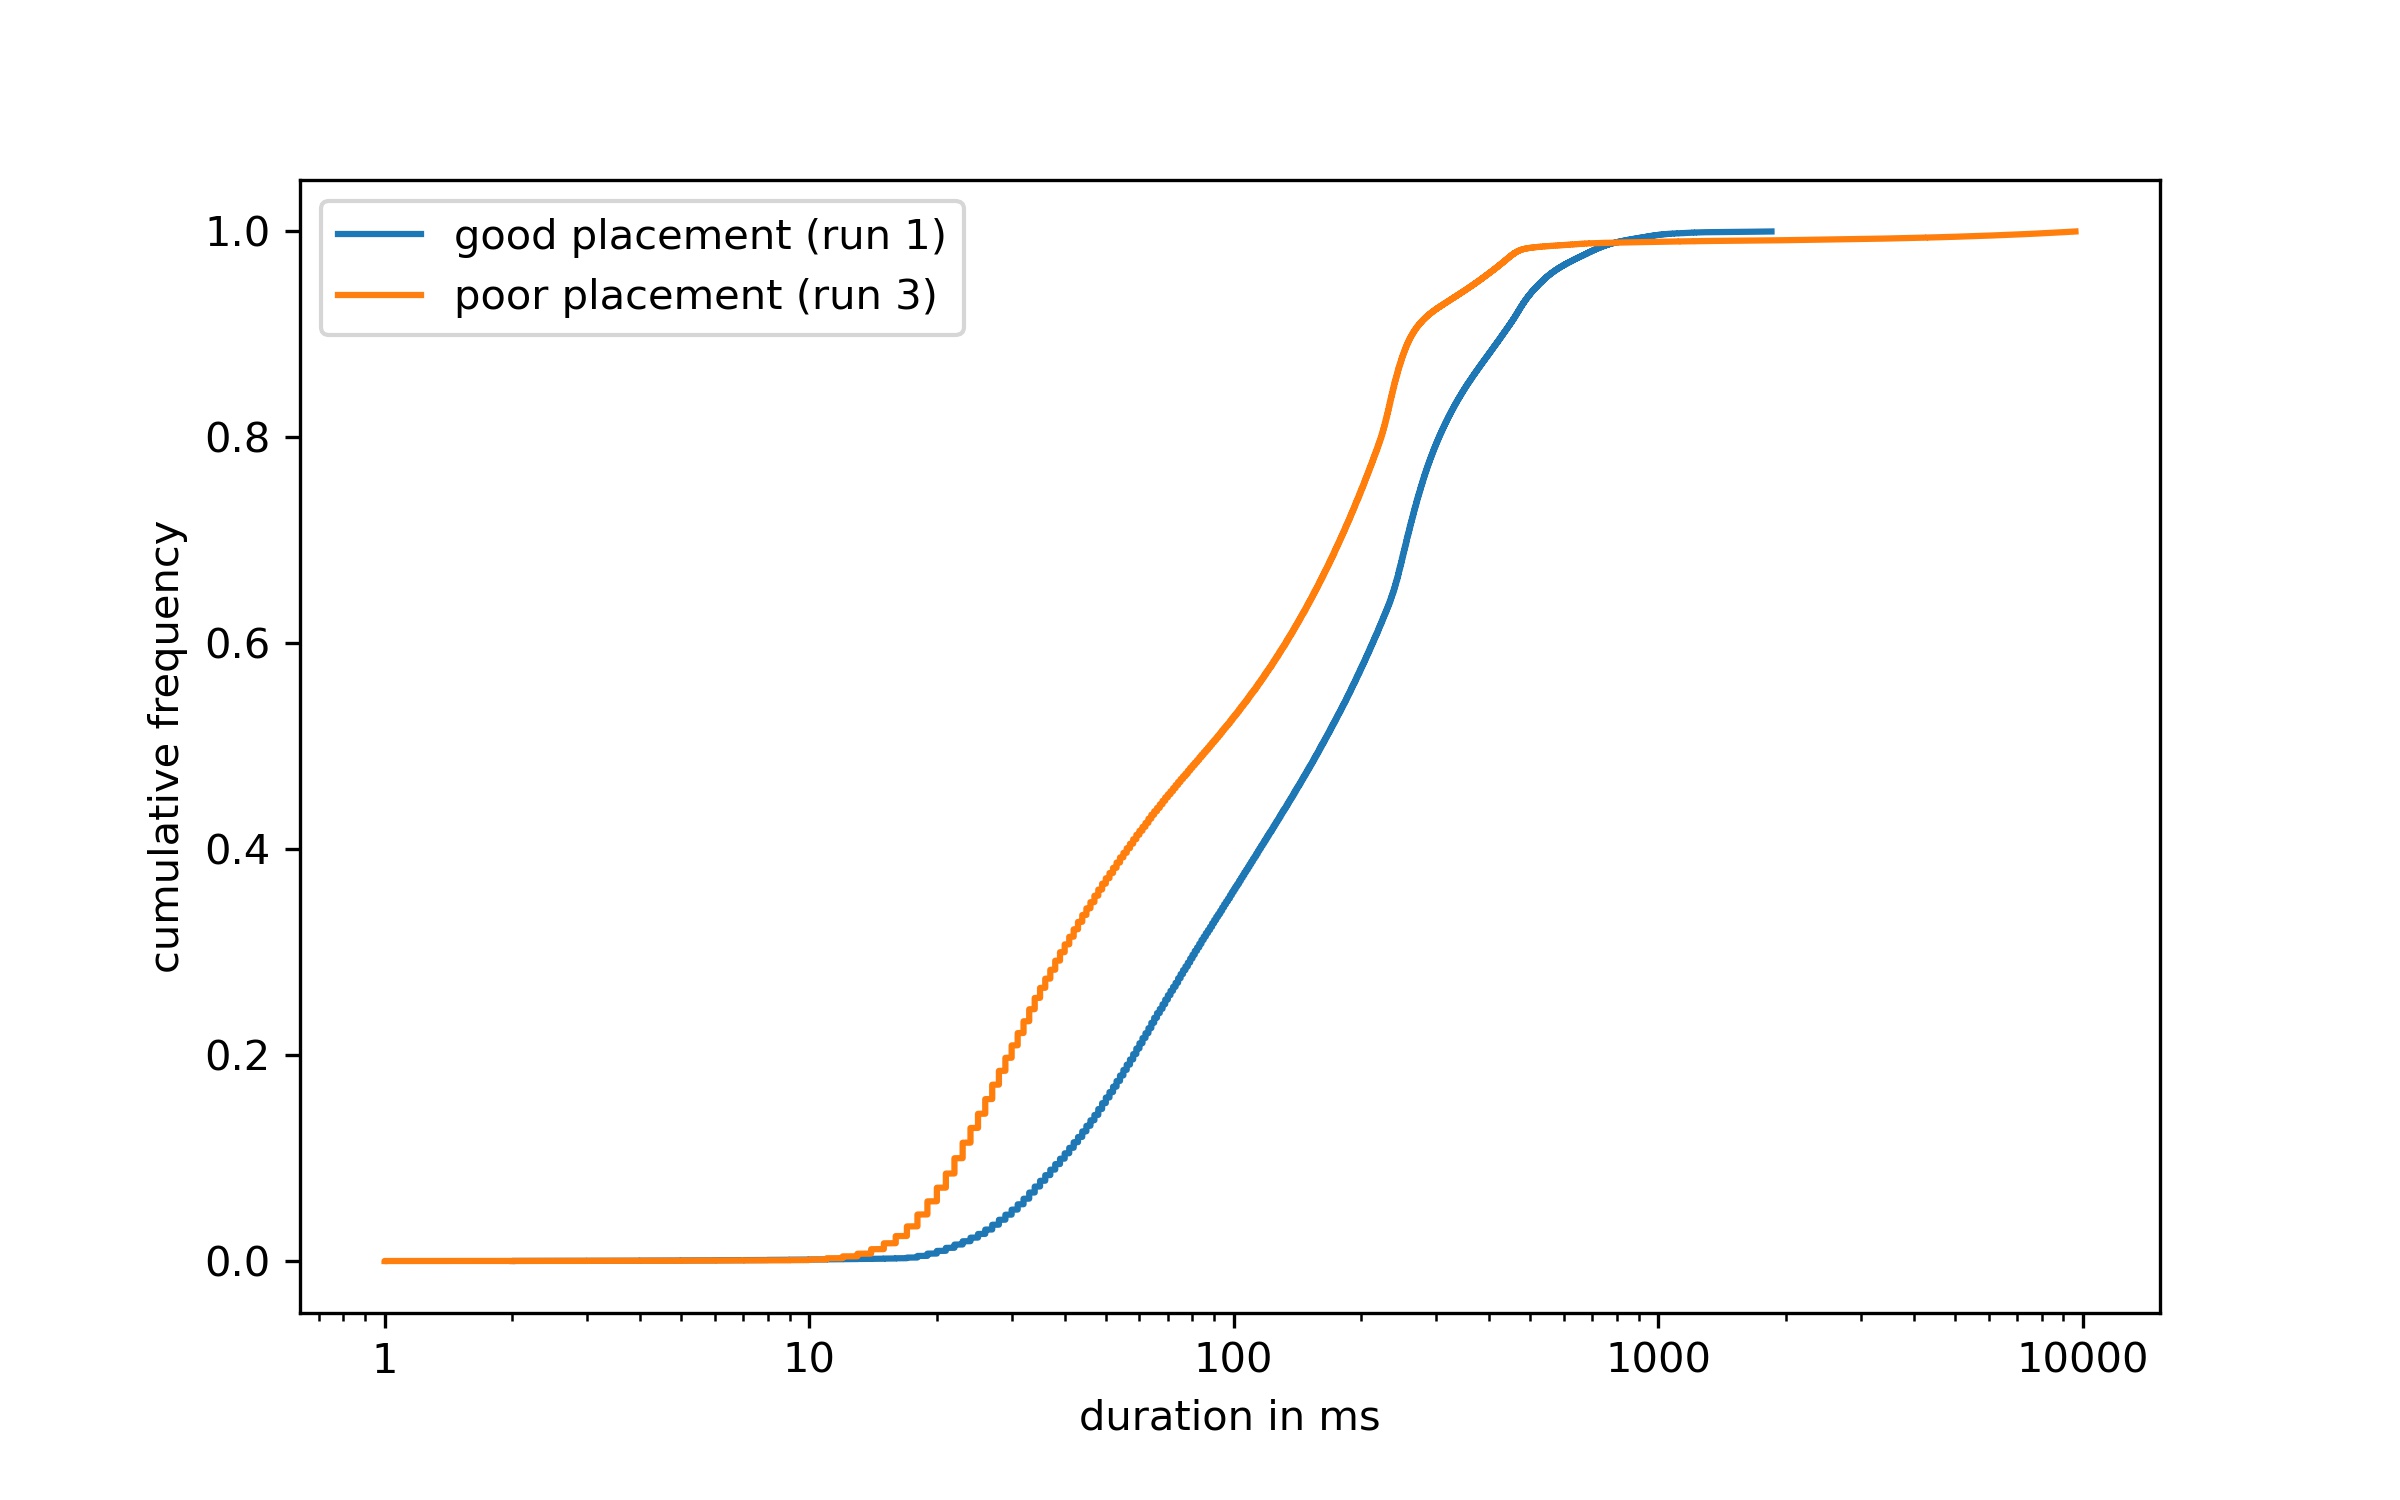 good placement (run 1)
poor placement (run 3)
1.0
0.8
0.6
0.4
0.2
0.0
cumulative frequency
1 10 100 1000 10000
duration in ms